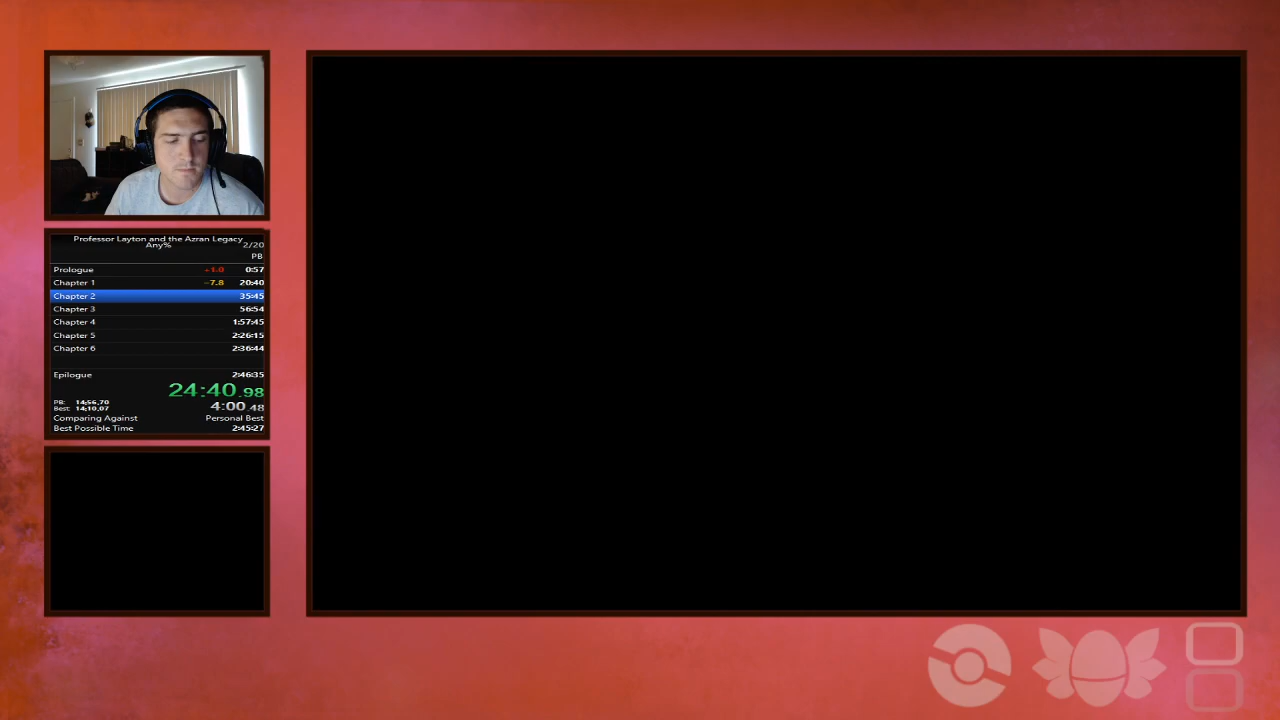 Professor Layton and the Azran Legacy
Any% 2/20
PB
Prologue +1.0 0:57
Chapter 1 −7.8 20:40
Chapter 2 35:45
Chapter 3 56:54
Chapter 4 1:57:45
Chapter 5 2:26:15
Chapter 6 2:36:44
Epilogue 2:46:35
24:40.98
PB: 14:56.70
Best: 14:10.07
4:00.48
Comparing Against Personal Best
Best Possible Time 2:45:27